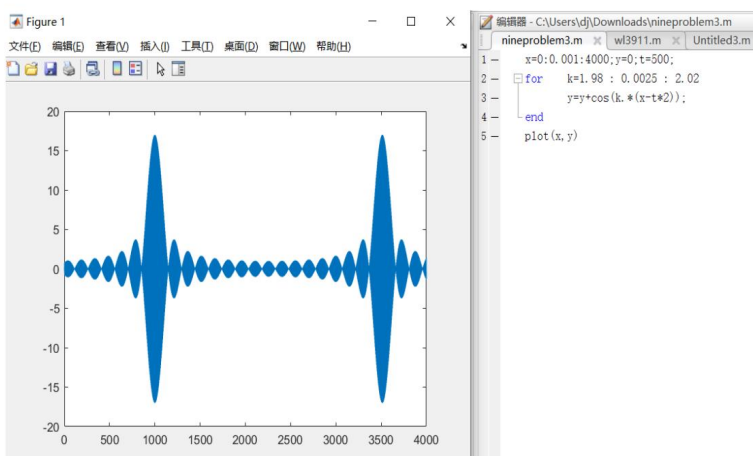 Figure 1
文件(F) 编辑(E) 查看(V) 插入(I) 工具(T) 桌面(D) 窗口(W) 帮助(H)
20
15
10
5
0
-5
-10
-15
-20
0 500 1000 1500 2000 2500 3000 3500 4000
编辑器 - C:\Users\dj\Downloads\nineproblem3.m
nineproblem3.m wl3911.m Untitled3.m
1 x=0:0.001:4000;y=0;t=500;
2 for k=1.98 : 0.0025 : 2.02
3 y=y+cos(k.*(x-t*2));
4 end
5 plot(x,y)